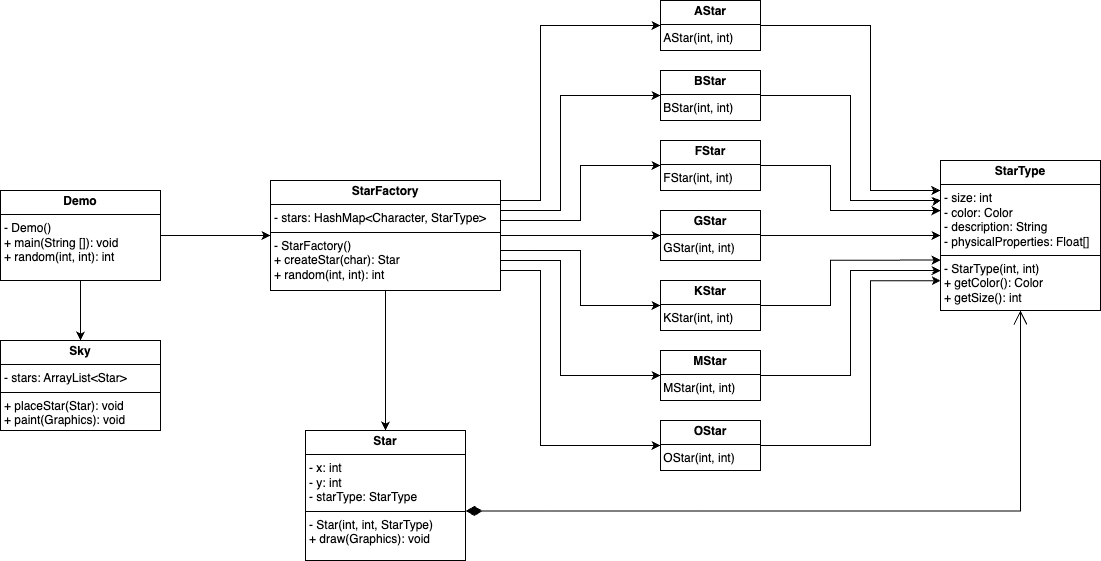 AStar
AStar(int, int)
BStar
BStar(int, int)
FStar
FStar(int, int)
StarType
- size: int
- color: Color
- description: String
- physicalProperties: Float[]
- StarType(int, int)
+ getColor(): Color
+ getSize(): int
Demo
- Demo()
+ main(String []): void
+ random(int, int): int
StarFactory
- stars: HashMap<Character, StarType>
- StarFactory()
+ createStar(char): Star
+ random(int, int): int
GStar
GStar(int, int)
KStar
KStar(int, int)
Sky
- stars: ArrayList<Star>
+ placeStar(Star): void
+ paint(Graphics): void
MStar
MStar(int, int)
OStar
OStar(int, int)
Star
- x: int
- y: int
- starType: StarType
- Star(int, int, StarType)
+ draw(Graphics): void